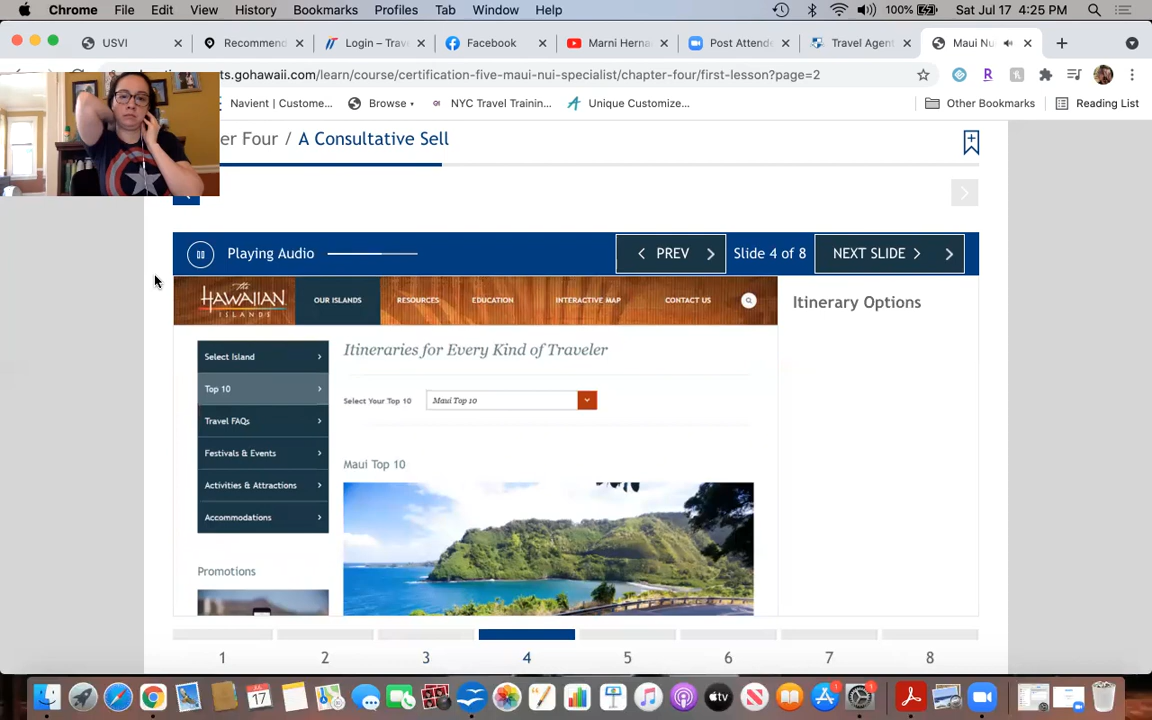 Chrome File Edit View History Bookmarks Profiles Tab Window Help 100% Sat Jul 17 4:25 PM
USVI Recommend Login – Trav Facebook Marni Herna Post Attende Travel Agent Maui Nu
ts.gohawaii.com/learn/course/certification-five-maui-nui-specialist/chapter-four/first-lesson?page=2
Navient | Custome... Browse NYC Travel Trainin... Unique Customize... Other Bookmarks Reading List
er Four / A Consultative Sell
Playing Audio PREV Slide 4 of 8 NEXT SLIDE
The HAWAIIAN ISLANDS OUR ISLANDS RESOURCES EDUCATION INTERACTIVE MAP CONTACT US
Itinerary Options
Itineraries for Every Kind of Traveler
Select Island
Top 10
Travel FAQs
Festivals & Events
Activities & Attractions
Accommodations
Select Your Top 10 Maui Top 10
Maui Top 10
Promotions
1 2 3 4 5 6 7 8
17
tv